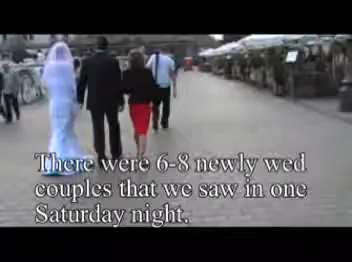 There were 6-8 newly wed
couples that we saw in one
Saturday night.